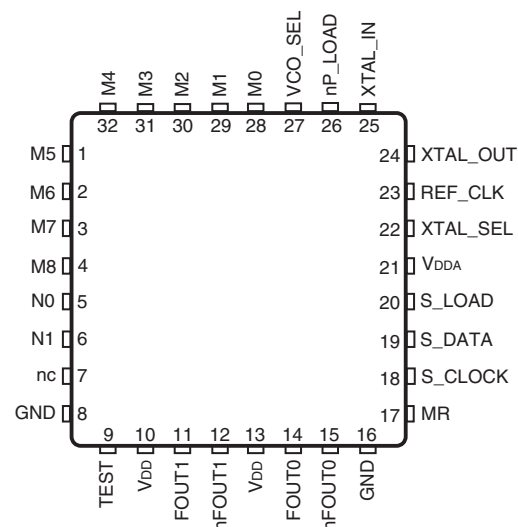 M4 M3 M2 M1 M0 VCO_SEL nP_LOAD XTAL_IN
32 31 30 29 28 27 26 25
M5 1 24 XTAL_OUT
M6 2 23 REF_CLK
M7 3 22 XTAL_SEL
M8 4 21 VDDA
N0 5 20 S_LOAD
N1 6 19 S_DATA
nc 7 18 S_CLOCK
GND 8 17 MR
9 10 11 12 13 14 15 16
TEST VDD FOUT1 nFOUT1 VDD FOUT0 nFOUT0 GND